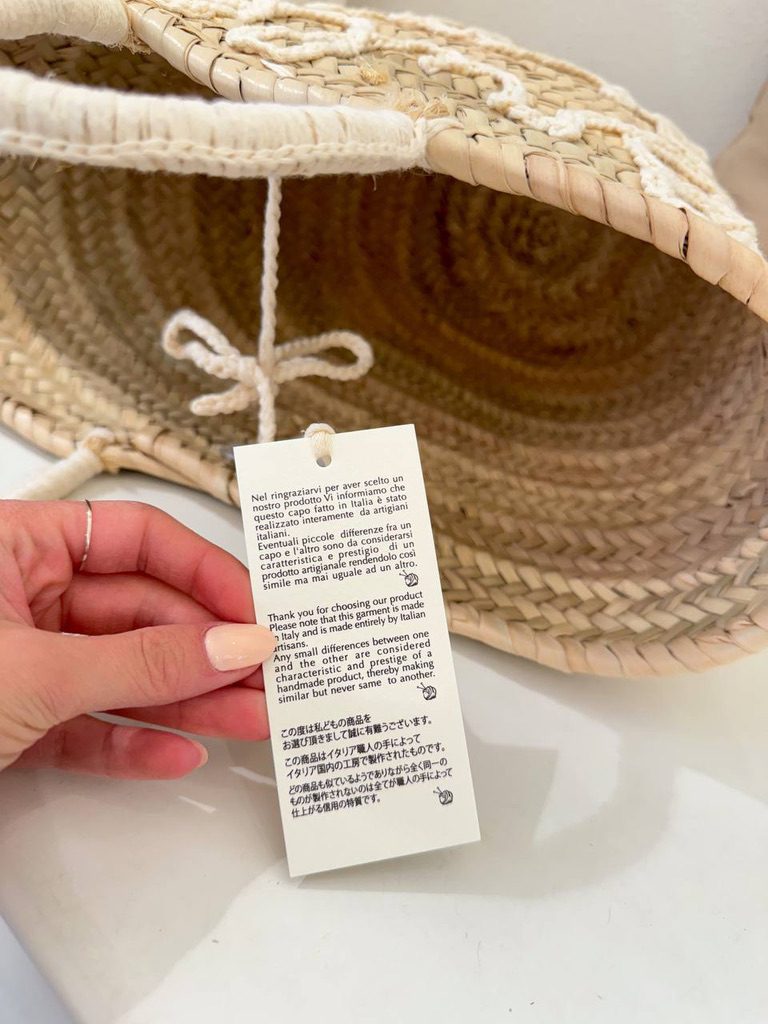 Nel ringraziarvi per aver scelto un
nostro prodotto Vi informiamo che
questo capo fatto in Italia è stato
realizzato interamente da artigiani
italiani.
Eventuali piccole differenze fra un
capo e l'altro sono da considerarsi
caratteristica e prestigio di un
prodotto artigianale rendendolo così
simile ma mai uguale ad un altro.
Thank you for choosing our product
Please note that this garment is made
n Italy and is made entirely by Italian
rtisans.
Any small differences between one
and the other are considered
characteristic and prestige of a
handmade product, thereby making
similar but never same to another.
この度は私どもの商品を
お選び頂きまして誠に有難うございます。
この商品はイタリア職人の手によって
イタリア国内の工房で製作されたものです。
どの商品も似ているようでありながら全く同一の
ものが製作されないのは全てが職人の手によって
仕上がる信用の特質です。